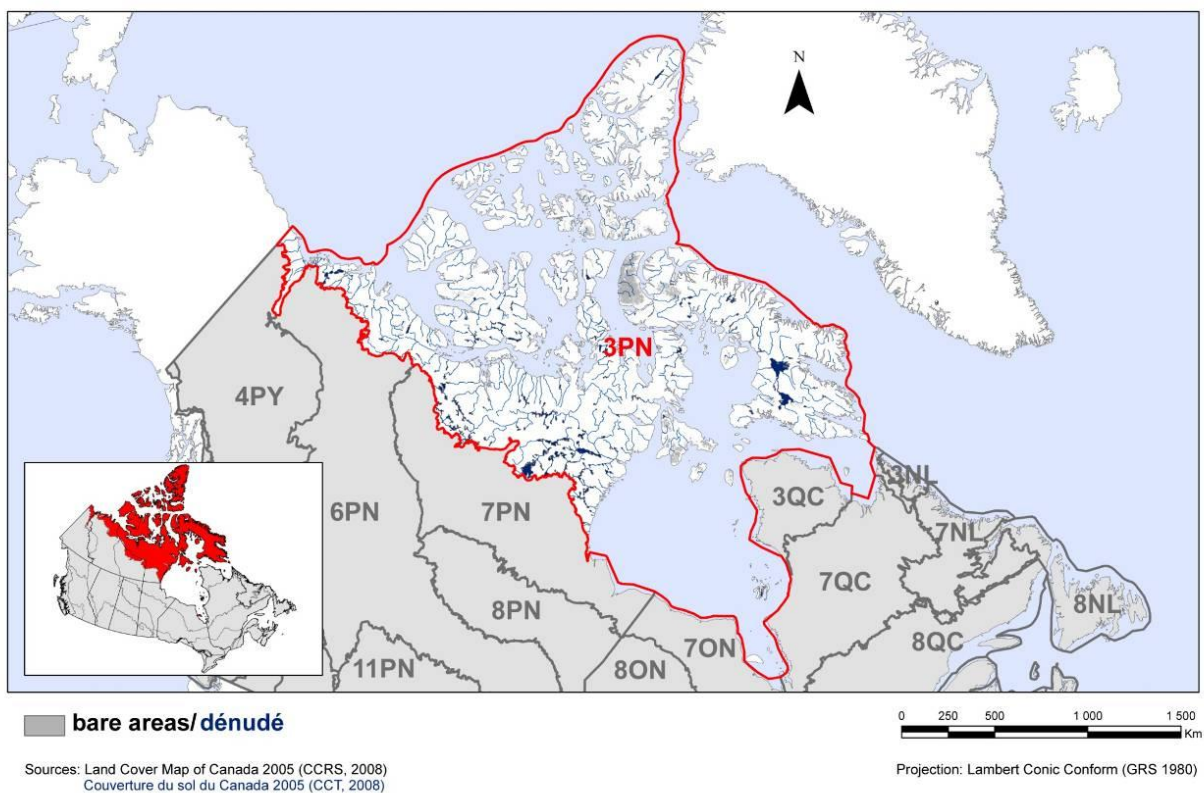 N
3PN
4PY
3QC
3NL
6PN
7PN
7NL
7QC
8NL
8PN
7ON
8QC
11PN
8ON
bare areas/ dénudé
0 250 500 1 000 1 500
Km
Sources: Land Cover Map of Canada 2005 (CCRS, 2008)
Couverture du sol du Canada 2005 (CCT, 2008)
Projection: Lambert Conic Conform (GRS 1980)